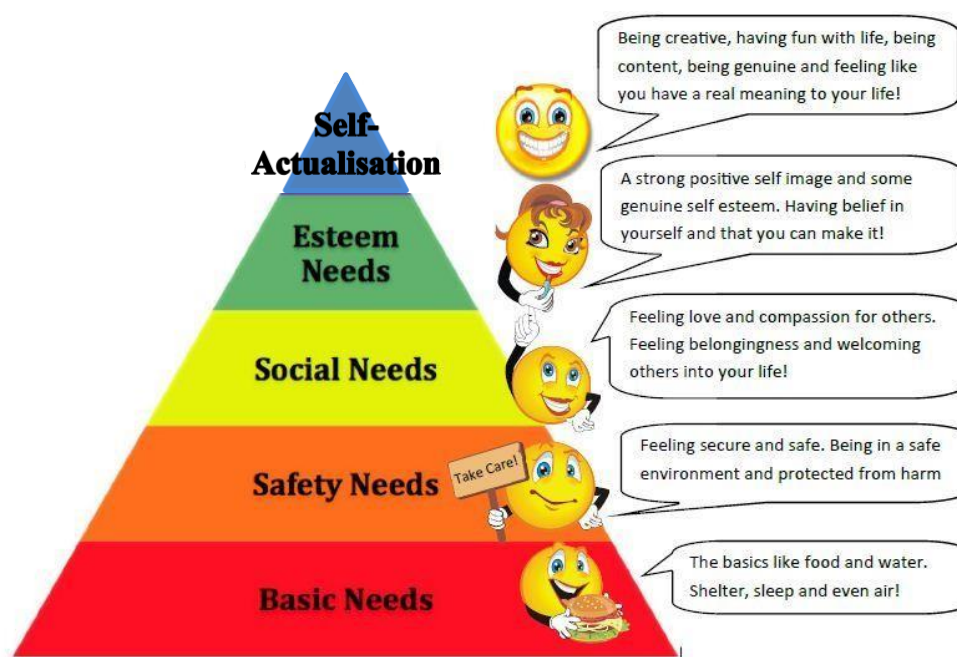 Being creative, having fun with life, being
content, being genuine and feeling like
you have a real meaning to your life!
Self-
Actualisation
A strong positive self image and some
genuine self esteem. Having belief in
yourself and that you can make it!
Esteem
Needs
Feeling love and compassion for others.
Feeling belongingness and welcoming
others into your life!
Social Needs
Feeling secure and safe. Being in a safe
environment and protected from harm
Take Care!
Safety Needs
The basics like food and water.
Shelter, sleep and even air!
Basic Needs